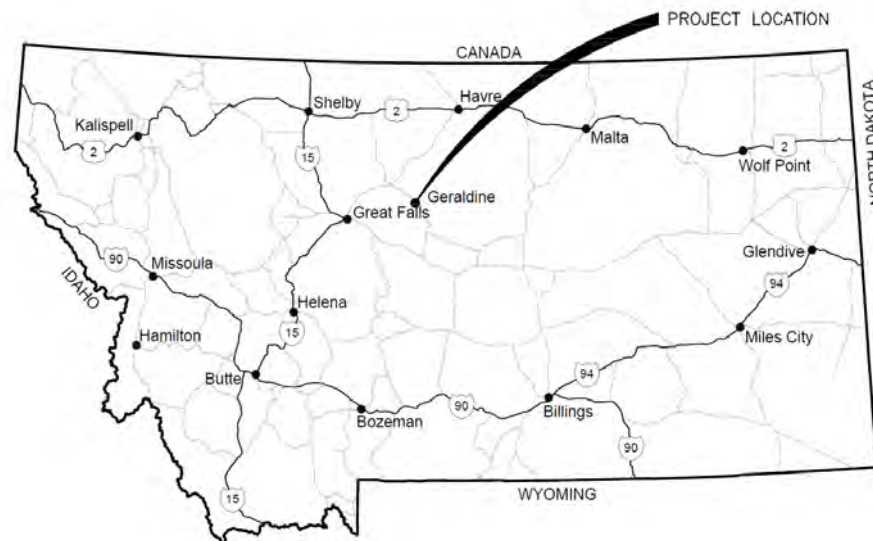 PROJECT LOCATION
CANADA
NORTH DAKOTA
Shelby
Havre
2
Kalispell
2
Malta
15
2
Wolf Point
Geraldine
Great Falls
Glendive
90
Missoula
94
IDAHO
Helena
15
Miles City
Hamilton
Butte
94
90
Billings
Bozeman
90
15
WYOMING